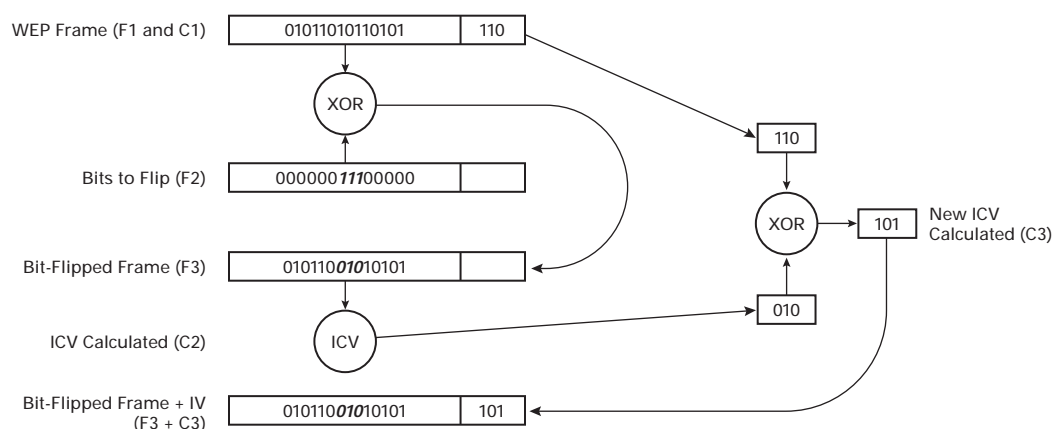 WEP Frame (F1 and C1)
01011010110101
110
XOR
110
Bits to Flip (F2)
00000011100000
XOR
101
New ICV
Calculated (C3)
Bit-Flipped Frame (F3)
01011001010101
010
ICV Calculated (C2)
ICV
Bit-Flipped Frame + IV
(F3 + C3)
01011001010101
101